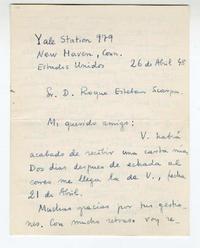 Yale Station 979
New Haven, Conn.
Estados Unidos
26 de Abril 48
Sr. D. Roque Esteban Scarpa.
Mi querido amigo:
V. habrá
acabado de recibir una carta mía.
Dos días después de echada al
correo me llega la de V., fecha
21 de Abril.
Muchas gracias por sus gestio-
nes. Con mucho retraso voy re-